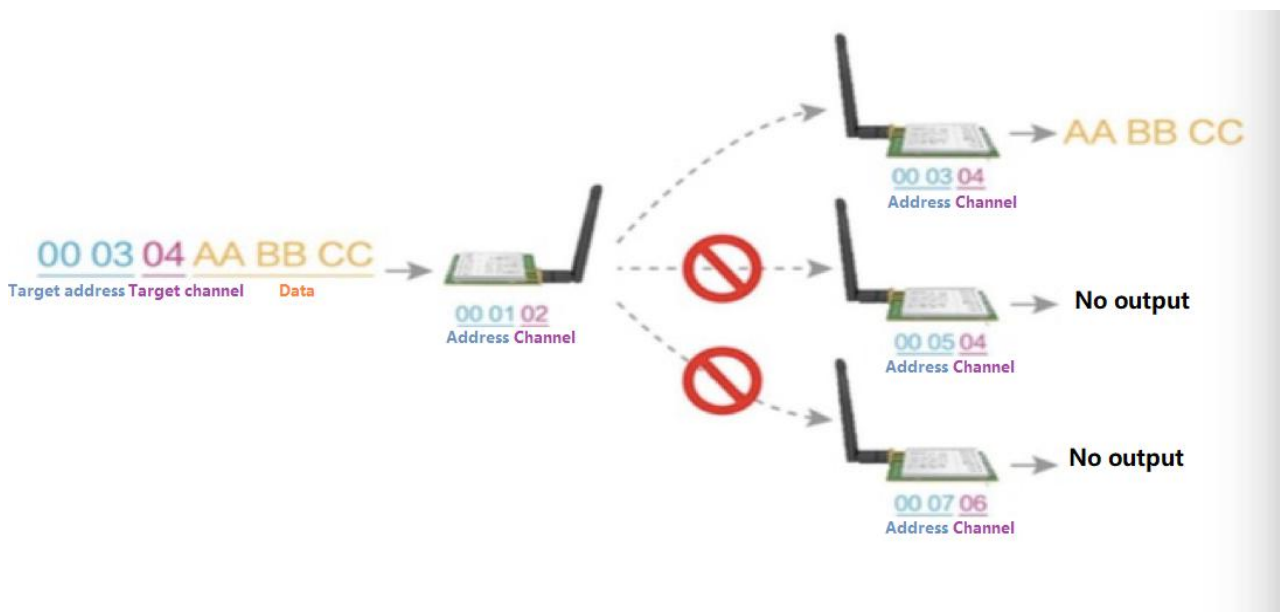 00 03 04 AA BB CC
Target address Target channel Data
00 01 02
Address Channel
AA BB CC
00 03 04
Address Channel
No output
00 05 04
Address Channel
No output
00 07 06
Address Channel